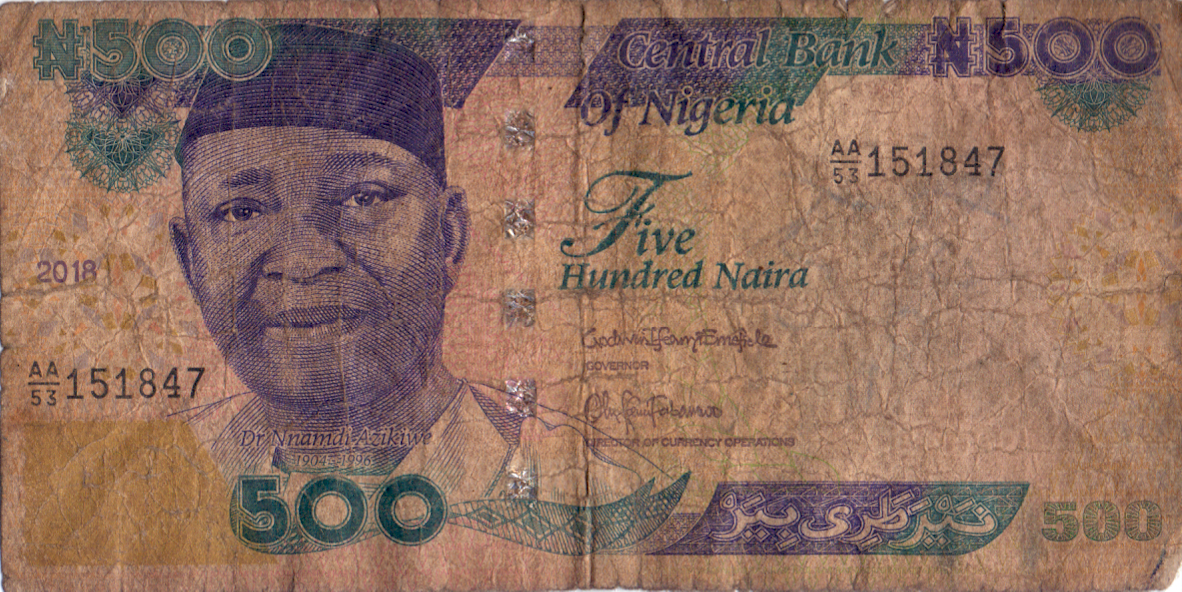 ₦500
Central Bank
Of Nigeria
₦500
AA
53 151847
Five
Hundred Naira
2018
GOVERNOR
AA
53 151847
DIRECTOR OF CURRENCY OPERATIONS
Dr Nnamdi Azikiwe
1904 - 1996
500
نَيْرَ طَرِى بِيَرْ
500